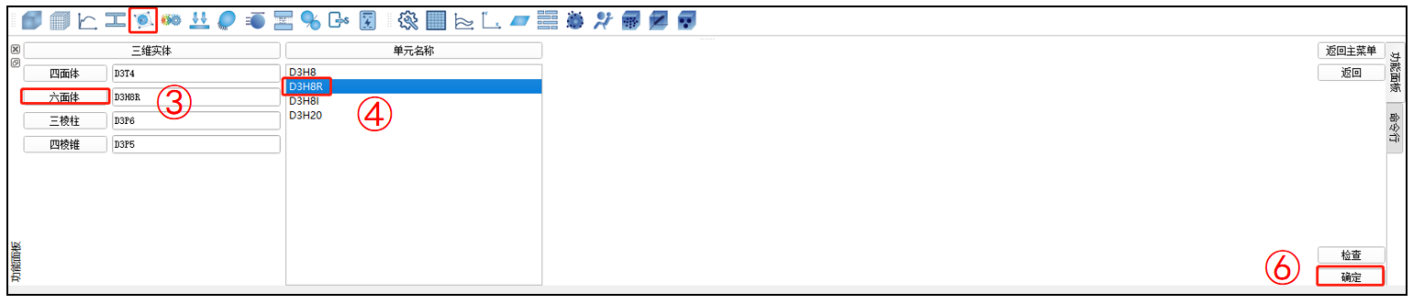 三维实体
单元名称
返回主菜单
四面体 D3T4
D3H8
返回
六面体 D3H8R
③
D3H8R
D3H8I
④
三棱柱 D3P6
D3H20
四棱锥 D3P5
功能面板
命令行
功能面板
检查
⑥
确定